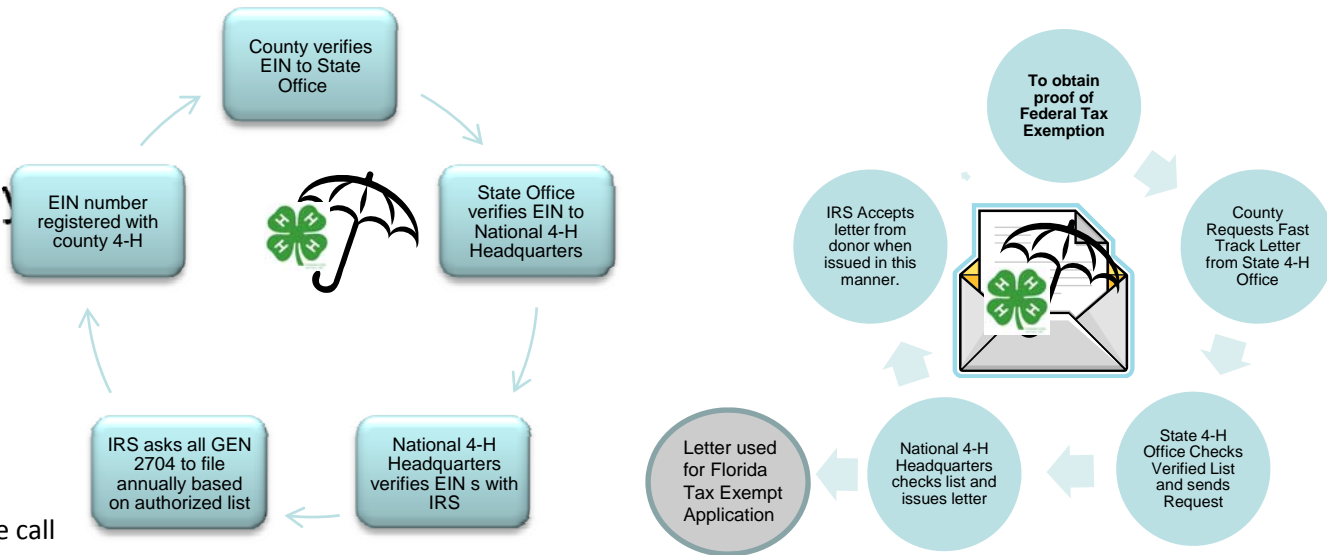 County verifies
EIN to State
Office
State Office
verifies EIN to
National 4-H
Headquarters
National 4-H
Headquarters
verifies EIN s with
IRS
IRS asks all GEN
2704 to file
annually based
on authorized list
EIN number
registered with
county 4-H
H H
H H
e call
To obtain
proof of
Federal Tax
Exemption
County
Requests Fast
Track Letter
from State 4-H
Office
State 4-H
Office Checks
Verified List
and sends
Request
National 4-H
Headquarters
checks list and
issues letter
Letter used
for Florida
Tax Exempt
Application
IRS Accepts
letter from
donor when
issued in this
manner.
H H
H H